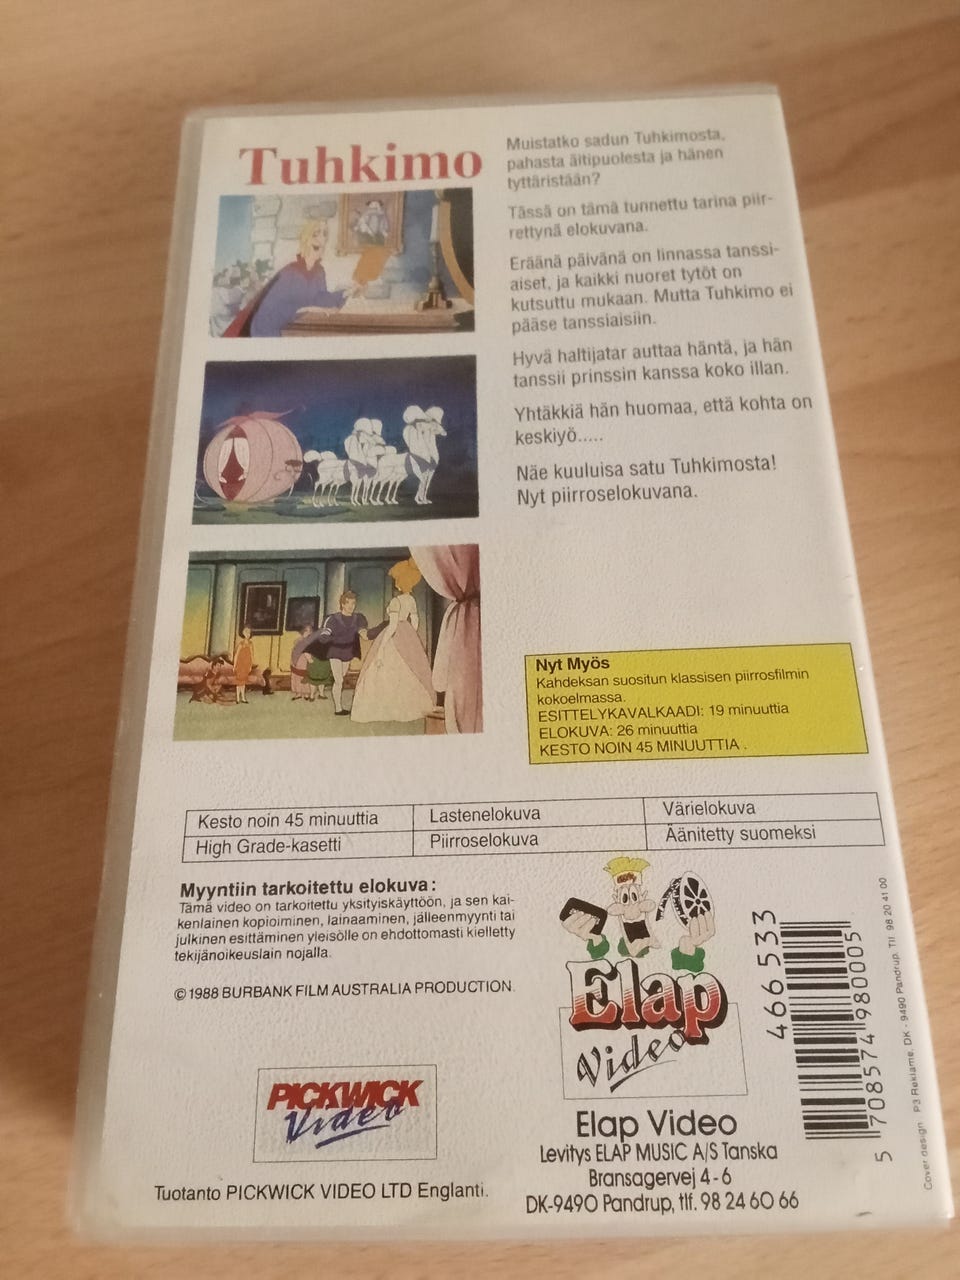 Tuhkimo
Muistatko sadun Tuhkimosta,
pahasta äitipuolesta ja hänen
tyttäristään?
Tässä on tämä tunnettu tarina piir-
rettynä elokuvana.
Eräänä päivänä on linnassa tanssi-
aiset, ja kaikki nuoret tytöt on
kutsuttu mukaan. Mutta Tuhkimo ei
pääse tanssiaisiin.
Hyvä haltijatar auttaa häntä, ja hän
tanssii prinssin kanssa koko illan.
Yhtäkkiä hän huomaa, että kohta on
keskiyö.....
Näe kuuluisa satu Tuhkimosta!
Nyt piirroselokuvana.
Nyt Myös
Kahdeksan suositun klassisen piirrosfilmin
kokoelmassa.
ESITTELYKAVALKAADI: 19 minuuttia
ELOKUVA: 26 minuuttia
KESTO NOIN 45 MINUUTTIA .
Kesto noin 45 minuuttia
Lastenelokuva
Värielokuva
High Grade-kasetti
Piirroselokuva
Äänitetty suomeksi
Myyntiin tarkoitettu elokuva:
Tämä video on tarkoitettu yksityiskäyttöön, ja sen kai-
kenlainen kopioiminen, lainaaminen, jälleenmyynti tai
julkinen esittäminen yleisölle on ehdottomasti kielletty
tekijänoikeuslain nojalla.
©1988 BURBANK FILM AUSTRALIA PRODUCTION.
PICKWICK
Video
Tuotanto PICKWICK VIDEO LTD Englanti.
Elap
Video
Elap Video
Levitys ELAP MUSIC A/S Tanska
Bransagervej 4-6
DK-9490 Pandrup, tlf. 98 24 60 66
466533
5 708574 980005
Cover design P3 Reklame, DK - 9490 Pandrup. Tlf. 98 20 41 00